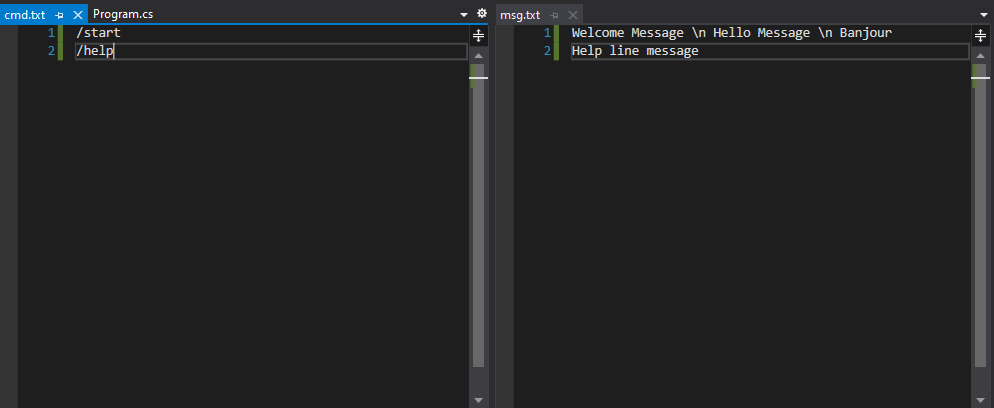 cmd.txt Program.cs
1 /start
2 /help
msg.txt
1 Welcome Message \n Hello Message \n Banjour
2 Help line message